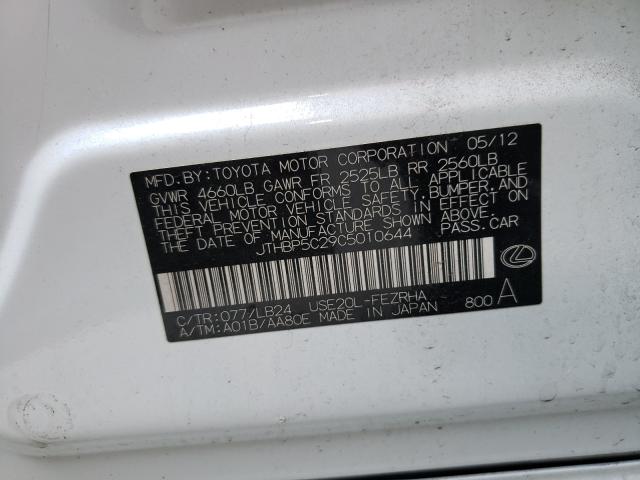 MFD.BY:TOYOTA MOTOR CORPORATION 05/12
GVWR 4660LB GAWR FR 2525LB RR 2560LB
THIS VEHICLE CONFORMS TO ALL APPLICABLE
FEDERAL MOTOR VEHICLE SAFETY, BUMPER, AND
THEFT PREVENTION STANDARDS IN EFFECT ON
THE DATE OF MANUFACTURE SHOWN ABOVE.
JTHBP5C29C5010644 PASS.CAR
C/TR:077/LB24 USE20L-FEZRHA
A/TM:A01B/AA80E MADE IN JAPAN 800 A